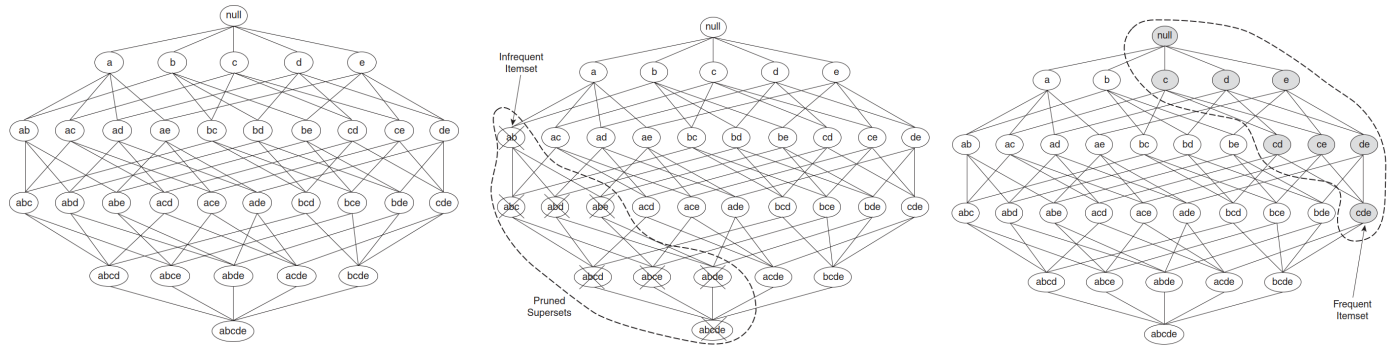 null
a b c d e
ab ac ad ae bc bd be cd ce de
abc abd abe acd ace ade bcd bce bde cde
abcd abce abde acde bcde
abcde
null
Infrequent
Itemset
a b c d e
ab ac ad ae bc bd be cd ce de
abc abd abe acd ace ade bcd bce bde cde
abcd abce abde acde bcde
Pruned
Supersets
abcde
null
a b c d e
ab ac ad ae bc bd be cd ce de
abc abd abe acd ace ade bcd bce bde cde
abcd abce abde acde bcde
Frequent
Itemset
abcde